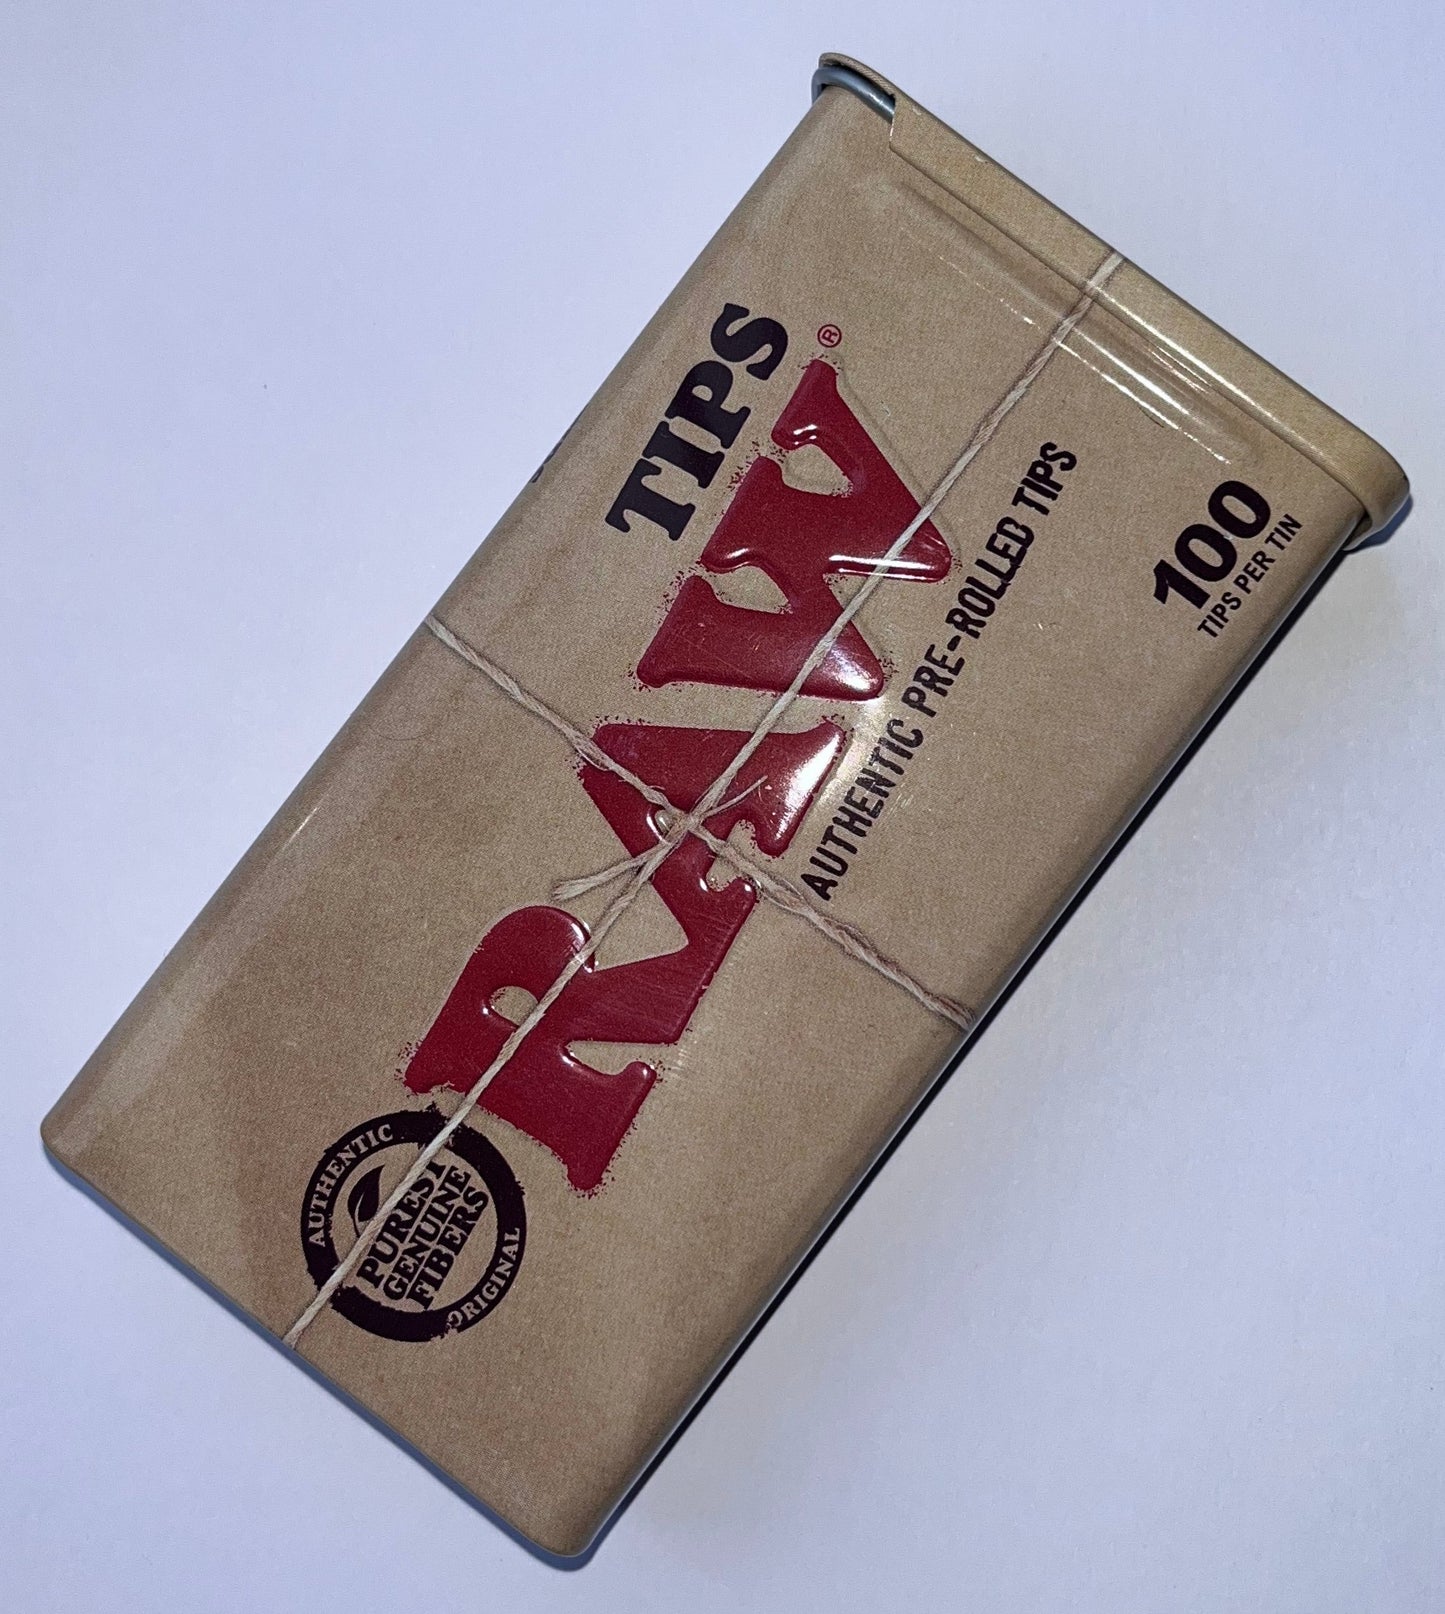 TIPS
RAW®
AUTHENTIC PRE-ROLLED TIPS
100
TIPS PER TIN
AUTHENTIC
PUREST
GENUINE
FIBERS
ORIGINAL